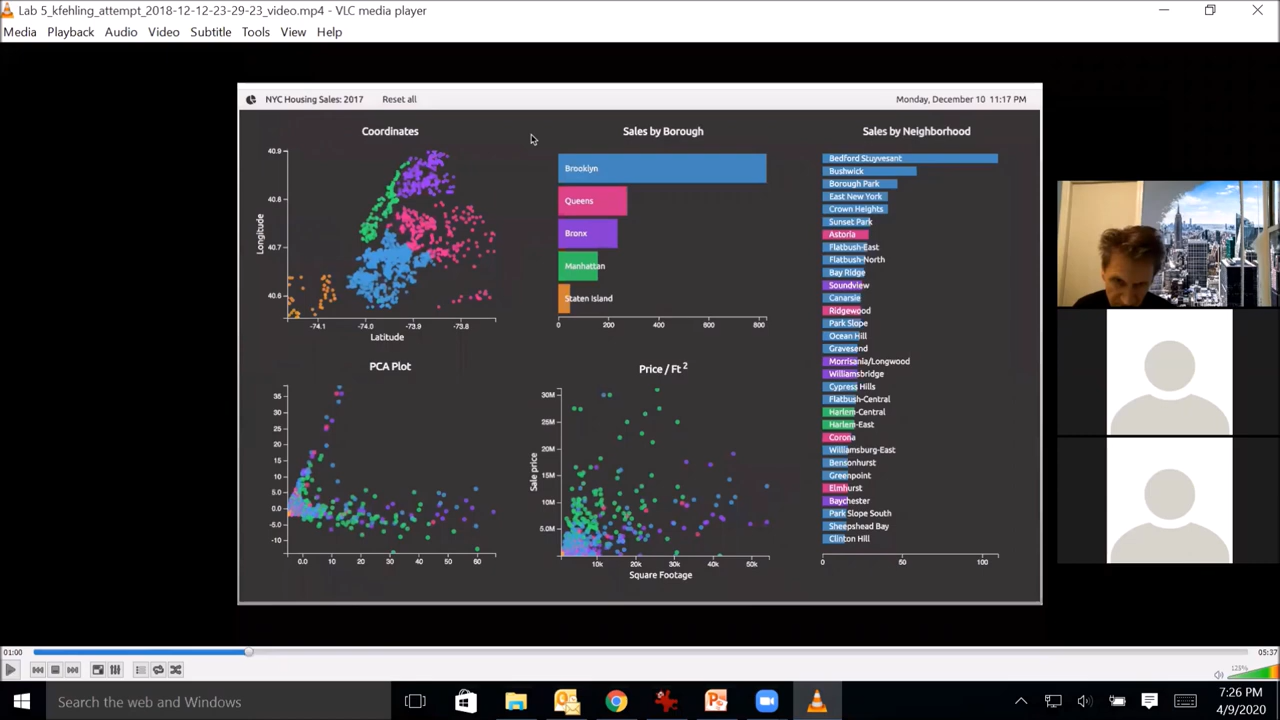 Lab 5_kfehling_attempt_2018-12-12-23-29-23_video.mp4 - VLC media player
Media Playback Audio Video Subtitle Tools View Help
NYC Housing Sales: 2017 Reset all Monday, December 10 11:17 PM
Coordinates
40.9
40.8
40.7
40.6
Longitude
-74.1 -74.0 -73.9 -73.8
Latitude
Sales by Borough
Brooklyn
Queens
Bronx
Manhattan
Staten Island
0 200 400 600 800
Sales by Neighborhood
Bedford Stuyvesant
Bushwick
Borough Park
East New York
Crown Heights
Sunset Park
Astoria
Flatbush-East
Flatbush-North
Bay Ridge
Soundview
Canarsie
Ridgewood
Park Slope
Ocean Hill
Gravesend
Morrisania/Longwood
Williamsbridge
Cypress Hills
Flatbush-Central
Harlem-Central
Harlem-East
Corona
Williamsburg-East
Bensonhurst
Greenpoint
Elmhurst
Baychester
Park Slope South
Sheepshead Bay
Clinton Hill
0 50 100
PCA Plot
35
30
25
20
15
10
5.0
0.0
-5.0
-10
0.0 10 20 30 40 50 60
Price / Ft 2
30M
25M
20M
15M
10M
5.0M
Sale price
10k 20k 30k 40k 50k
Square Footage
01:00 05:37
125%
Search the web and Windows
7:26 PM
4/9/2020